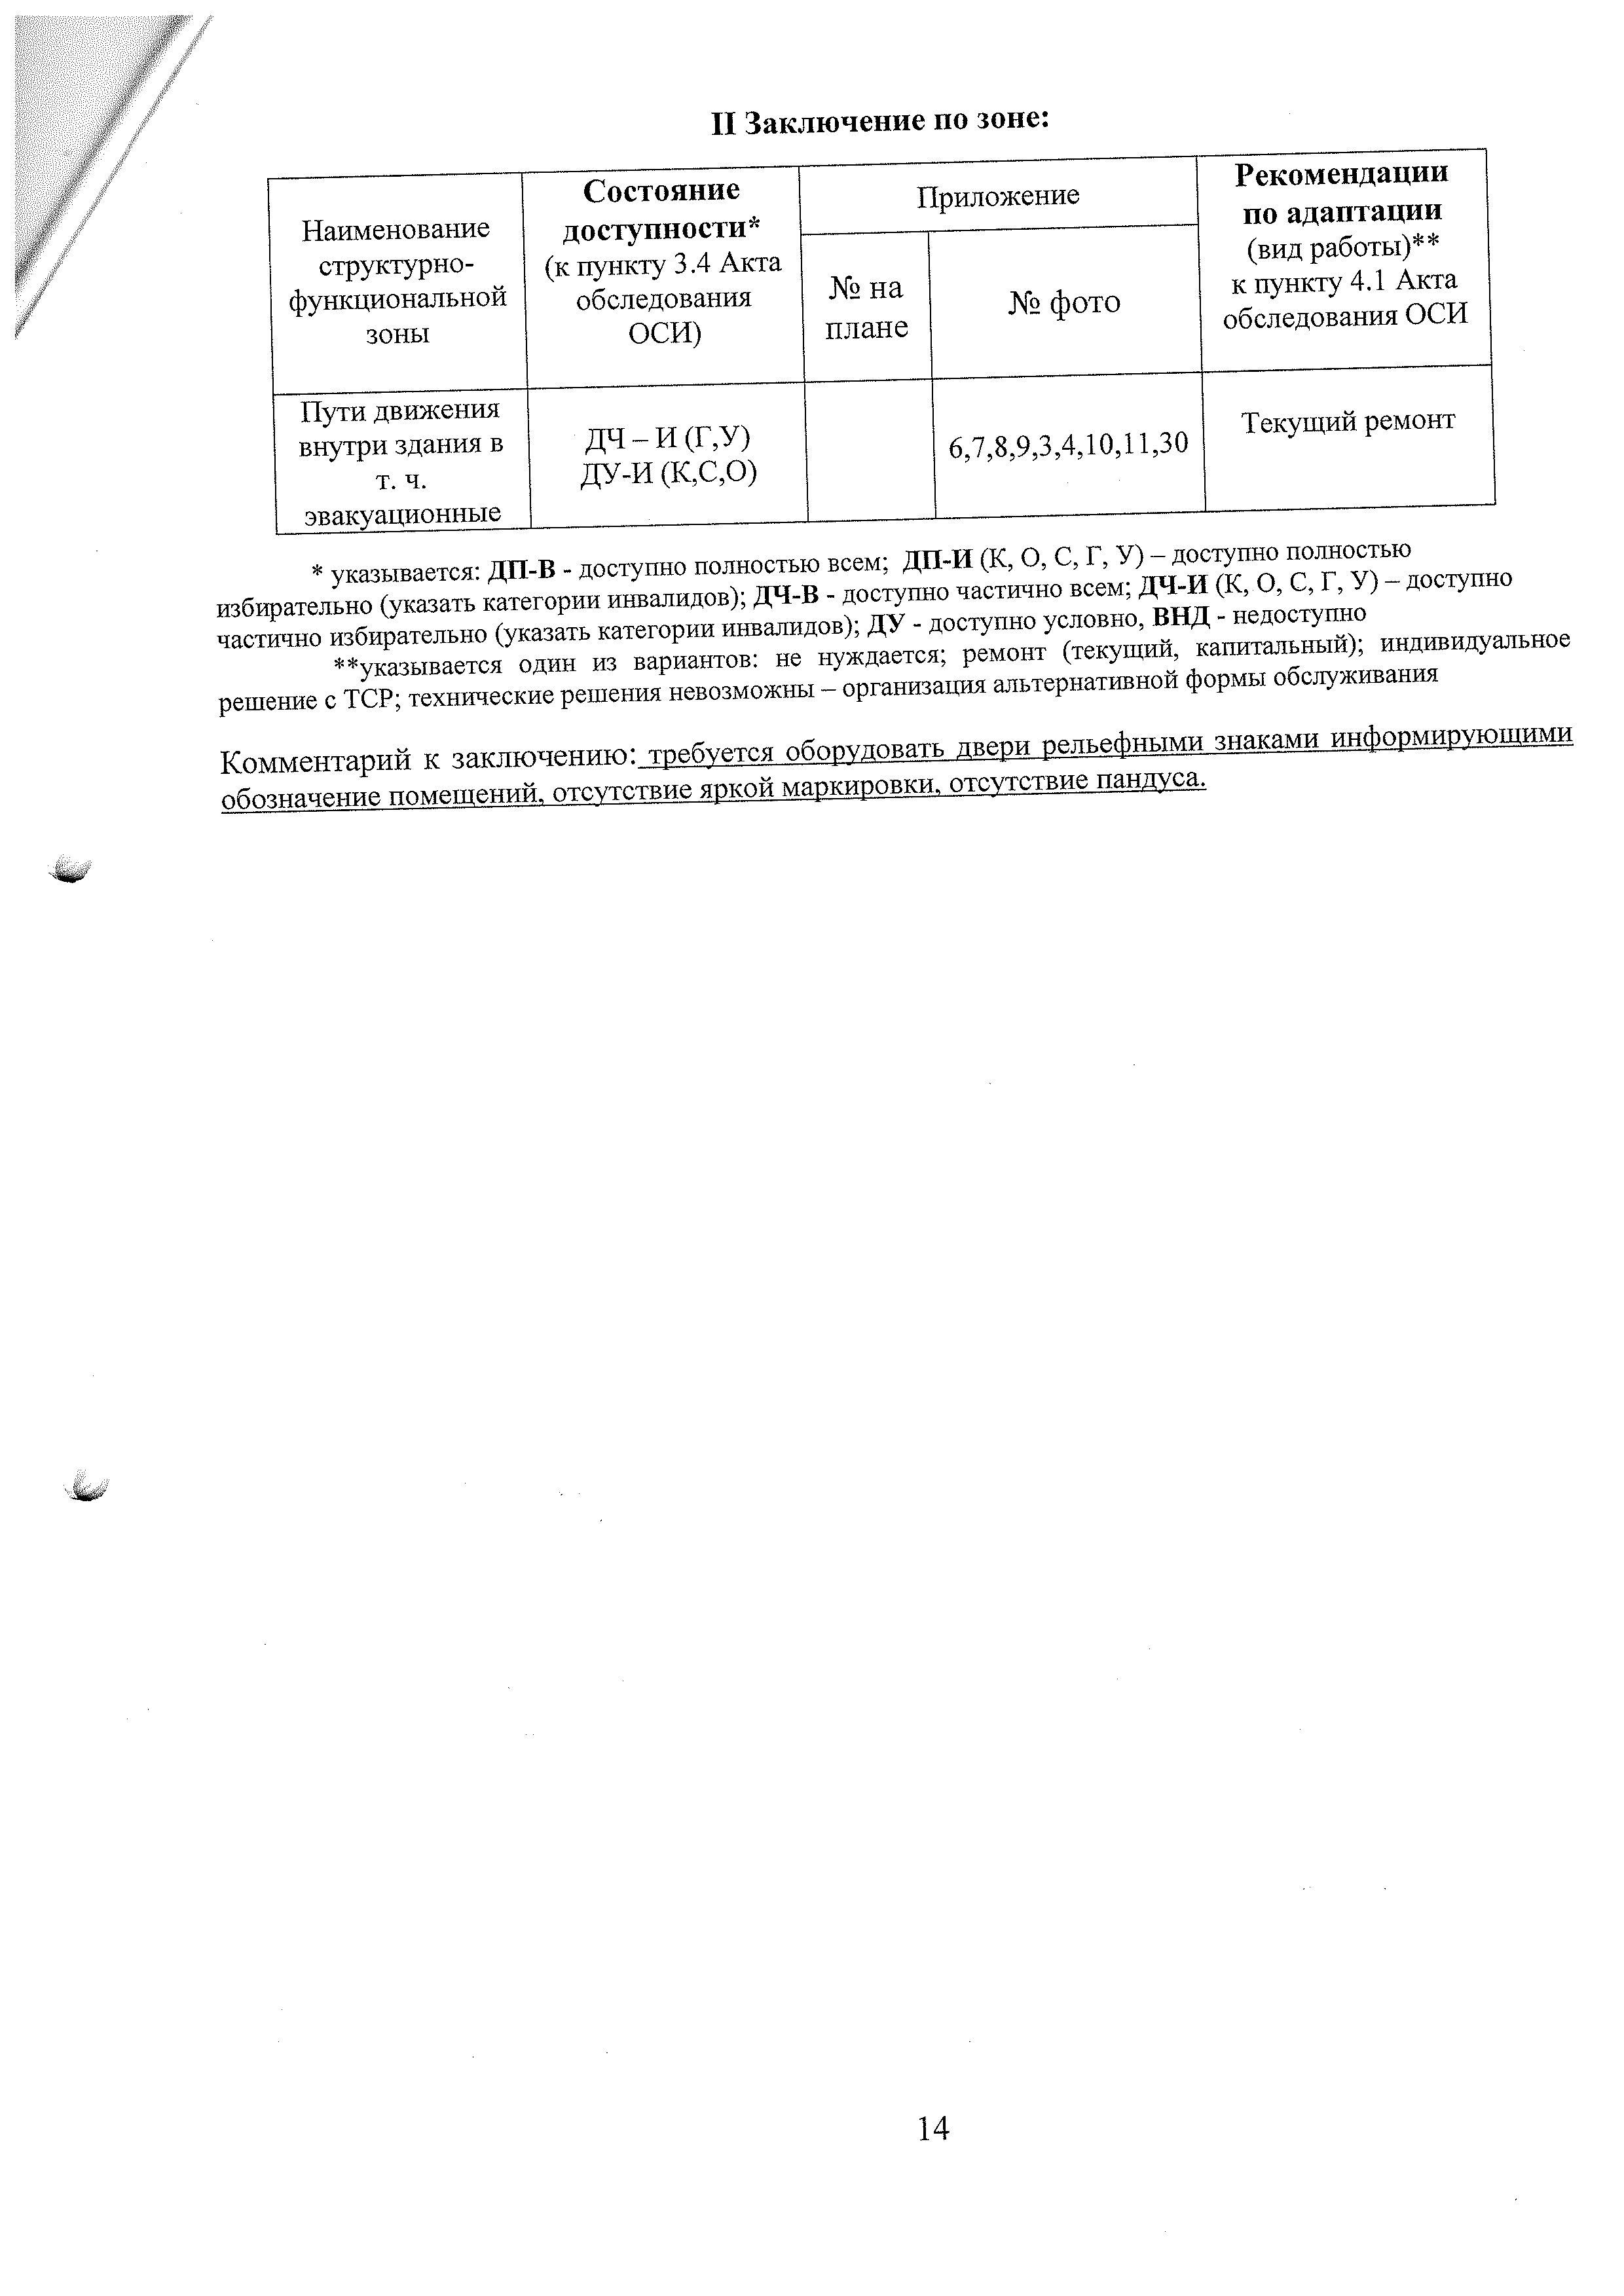 II Заключение по зоне:
Наименование
структурно-
функциональной
зоны
Состояние
доступности*
(к пункту 3.4 Акта
обследования
ОСИ)
Приложение
№ на
плане
№ фото
Рекомендации
по адаптации
(вид работы)**
к пункту 4.1 Акта
обследования ОСИ
Пути движения
внутри здания в
т. ч.
эвакуационные
ДЧ – И (Г,У)
ДУ-И (К,С,О)
6,7,8,9,3,4,10,11,30
Текущий ремонт
* указывается: ДП-В - доступно полностью всем; ДП-И (К, О, С, Г, У) – доступно полностью
избирательно (указать категории инвалидов); ДЧ-В - доступно частично всем; ДЧ-И (К, О, С, Г, У) – доступно
частично избирательно (указать категории инвалидов); ДУ - доступно условно, ВНД - недоступно
**указывается один из вариантов: не нуждается; ремонт (текущий, капитальный); индивидуальное
решение с ТСР; технические решения невозможны – организация альтернативной формы обслуживания
Комментарий к заключению: требуется оборудовать двери рельефными знаками информирующими
обозначение помещений, отсутствие яркой маркировки, отсутствие пандуса.
14